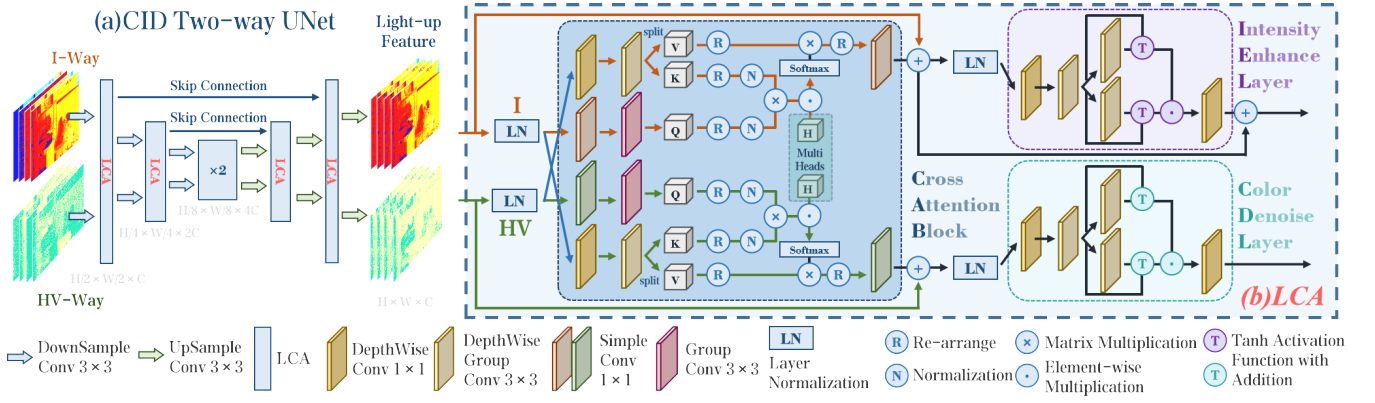 (a)CID Two-way UNet
Light-up
Feature
I-Way
Skip Connection
Skip Connection
LCA
LCA
×2
LCA
LCA
H/8×W/8×4C
H/4×W/4×2C
H/2×W/2×C
H×W×C
HV-Way
I
HV
LN
LN
split
V
K
Q
R
R
N
R
N
×
×
R
Softmax
·
H
Multi
Heads
H
Q
K
V
split
R
N
R
N
R
×
·
Softmax
×
R
+
+
Cross
Attention
Block
LN
LN
T
T
·
+
Intensity
Enhance
Layer
T
T
·
Color
Denoise
Layer
(b)LCA
DownSample
Conv 3×3
UpSample
Conv 3×3
LCA
DepthWise
Conv 1×1
DepthWise
Group
Conv 3×3
Simple
Conv
1×1
Group
Conv 3×3
LN
Layer
Normalization
R Re-arrange
N Normalization
× Matrix Multiplication
· Element-wise
Multiplication
T Tanh Activation
Function with
T Addition